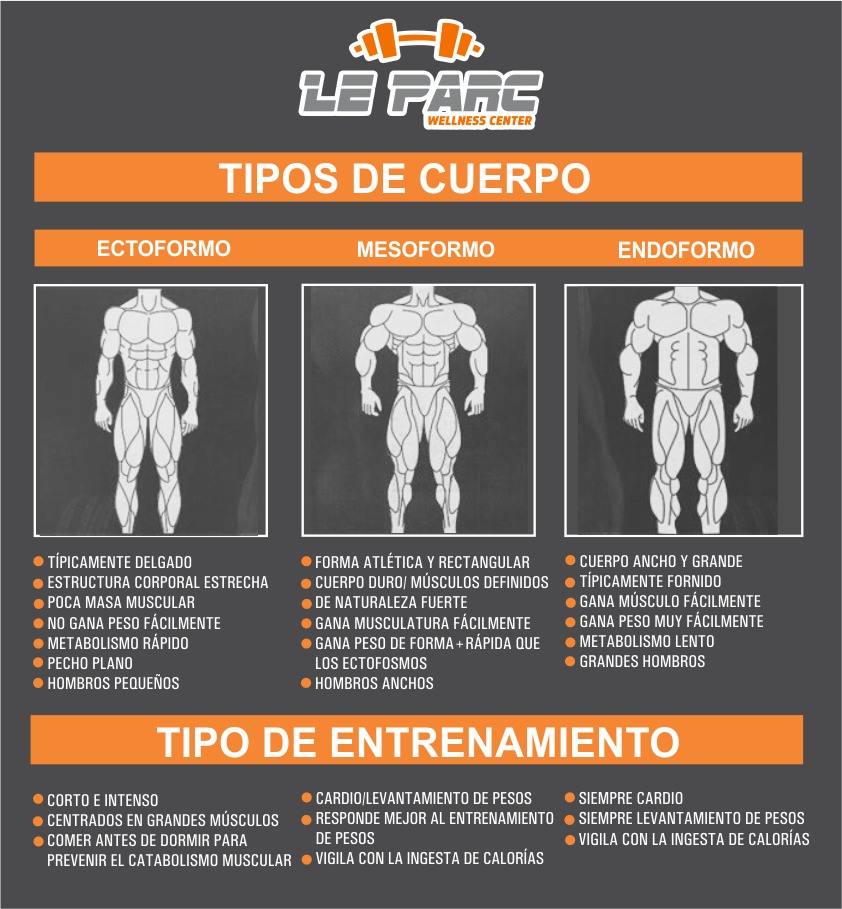 LE PARC
WELLNESS CENTER
TIPOS DE CUERPO
ECTOFORMO
MESOFORMO
ENDOFORMO
TÍPICAMENTE DELGADO
ESTRUCTURA CORPORAL ESTRECHA
POCA MASA MUSCULAR
NO GANA PESO FÁCILMENTE
METABOLISMO RÁPIDO
PECHO PLANO
HOMBROS PEQUEÑOS
FORMA ATLÉTICA Y RECTANGULAR
CUERPO DURO/ MÚSCULOS DEFINIDOS
DE NATURALEZA FUERTE
GANA MUSCULATURA FÁCILMENTE
GANA PESO DE FORMA+RÁPIDA QUE
LOS ECTOFOSMOS
HOMBROS ANCHOS
CUERPO ANCHO Y GRANDE
TÍPICAMENTE FORNIDO
GANA MÚSCULO FÁCILMENTE
GANA PESO MUY FÁCILMENTE
METABOLISMO LENTO
GRANDES HOMBROS
TIPO DE ENTRENAMIENTO
CORTO E INTENSO
CENTRADOS EN GRANDES MÚSCULOS
COMER ANTES DE DORMIR PARA
PREVENIR EL CATABOLISMO MUSCULAR
CARDIO/LEVANTAMIENTO DE PESOS
RESPONDE MEJOR AL ENTRENAMIENTO
DE PESOS
VIGILA CON LA INGESTA DE CALORÍAS
SIEMPRE CARDIO
SIEMPRE LEVANTAMIENTO DE PESOS
VIGILA CON LA INGESTA DE CALORÍAS